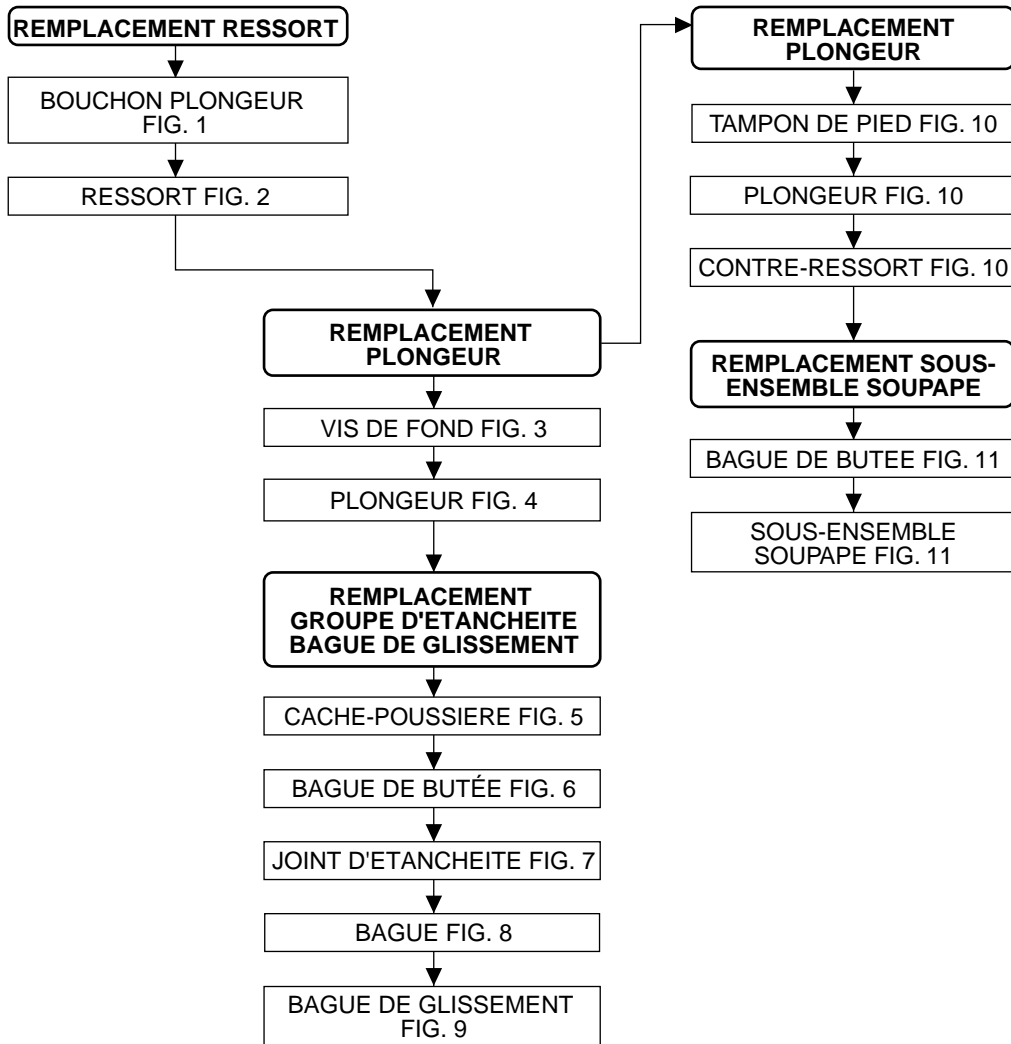 REMPLACEMENT RESSORT
BOUCHON PLONGEUR
FIG. 1
RESSORT FIG. 2
REMPLACEMENT
PLONGEUR
VIS DE FOND FIG. 3
PLONGEUR FIG. 4
REMPLACEMENT
GROUPE D'ETANCHEITE
BAGUE DE GLISSEMENT
CACHE-POUSSIERE FIG. 5
BAGUE DE BUTÉE FIG. 6
JOINT D'ETANCHEITE FIG. 7
BAGUE FIG. 8
BAGUE DE GLISSEMENT
FIG. 9
REMPLACEMENT
PLONGEUR
TAMPON DE PIED FIG. 10
PLONGEUR FIG. 10
CONTRE-RESSORT FIG. 10
REMPLACEMENT SOUS-
ENSEMBLE SOUPAPE
BAGUE DE BUTEE FIG. 11
SOUS-ENSEMBLE
SOUPAPE FIG. 11